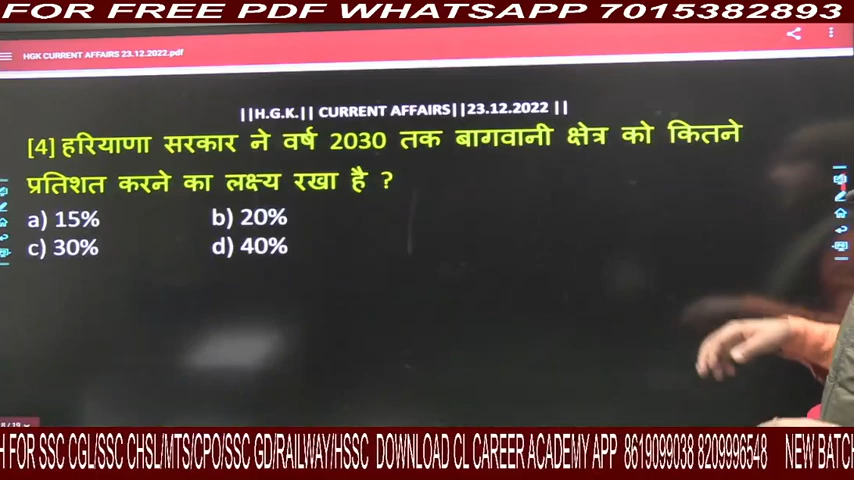 FOR FREE PDF WHATSAPP 7015382893
HGK CURRENT AFFAIRS 23.12.2022.pdf
||H.G.K.|| CURRENT AFFAIRS||23.12.2022 ||
[4] हरियाणा सरकार ने वर्ष 2030 तक बागवानी क्षेत्र को कितने
प्रतिशत करने का लक्ष्य रखा है ?
a) 15% b) 20%
c) 30% d) 40%
8 / 19
H FOR SSC CGL/SSC CHSL/MTS/CPO/SSC GD/RAILWAY/HSSC DOWNLOAD CL CAREER ACADEMY APP 8619099038 8209996548 NEW BATCH